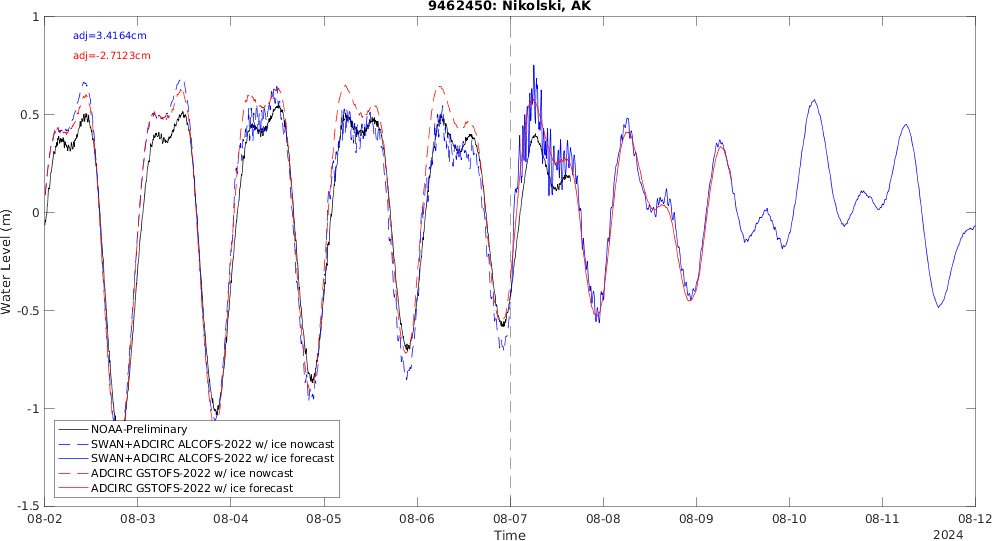 9462450: Nikolski, AK
adj=3.4164cm
adj=-2.7123cm
1
0.5
0
-0.5
-1
-1.5
Water Level (m)
NOAA-Preliminary
SWAN+ADCIRC ALCOFS-2022 w/ ice nowcast
SWAN+ADCIRC ALCOFS-2022 w/ ice forecast
ADCIRC GSTOFS-2022 w/ ice nowcast
ADCIRC GSTOFS-2022 w/ ice forecast
08-02 08-03 08-04 08-05 08-06 08-07 08-08 08-09 08-10 08-11 08-12
Time
2024